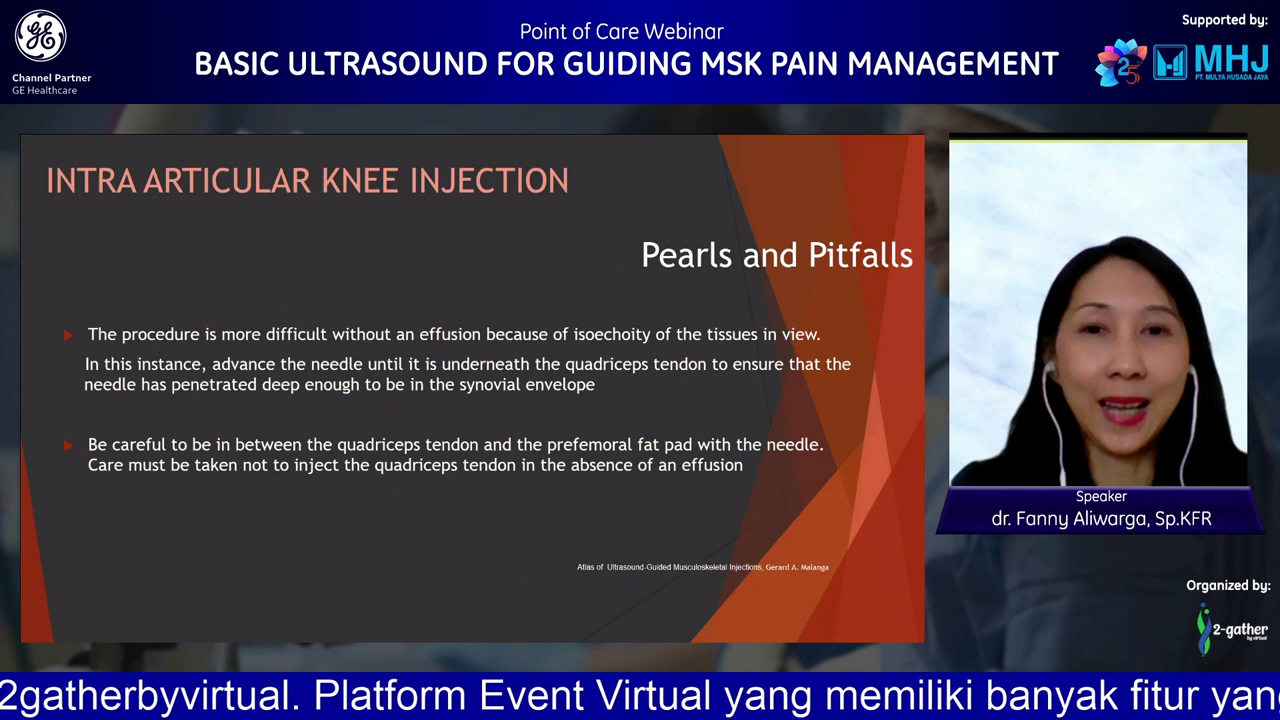 Point of Care Webinar
BASIC ULTRASOUND FOR GUIDING MSK PAIN MANAGEMENT
GE
Channel Partner
GE Healthcare
Supported by:
25
MHJ
PT. MULYA HUSADA JAYA
INTRA ARTICULAR KNEE INJECTION
Pearls and Pitfalls
The procedure is more difficult without an effusion because of isoechoity of the tissues in view.
In this instance, advance the needle until it is underneath the quadriceps tendon to ensure that the
needle has penetrated deep enough to be in the synovial envelope
Be careful to be in between the quadriceps tendon and the prefemoral fat pad with the needle.
Care must be taken not to inject the quadriceps tendon in the absence of an effusion
Atlas of Ultrasound-Guided Musculoskeletal Injections, Gerard A. Malanga
Speaker
dr. Fanny Aliwarga, Sp.KFR
Organized by:
2-gather
by virtual
2gatherbyvirtual. Platform Event Virtual yang memiliki banyak fitur yang